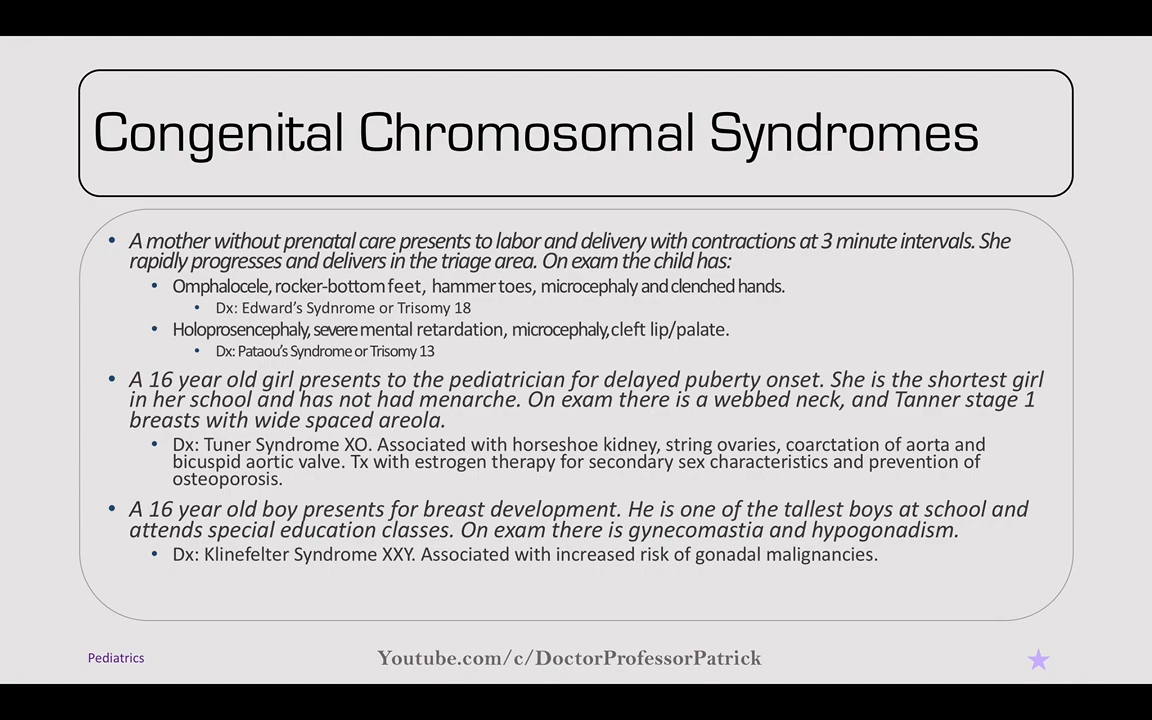 Congenital Chromosomal Syndromes
• A mother without prenatal care presents to labor and delivery with contractions at 3 minute intervals. She
rapidly progresses and delivers in the triage area. On exam the child has:
• Omphalocele, rocker-bottom feet, hammer toes, microcephaly and clenched hands.
• Dx: Edward's Sydnrome or Trisomy 18
• Holoprosencephaly, severe mental retardation, microcephaly,cleft lip/palate.
• Dx: Pataou's Syndrome or Trisomy 13
• A 16 year old girl presents to the pediatrician for delayed puberty onset. She is the shortest girl
in her school and has not had menarche. On exam there is a webbed neck, and Tanner stage 1
breasts with wide spaced areola.
• Dx: Tuner Syndrome XO. Associated with horseshoe kidney, string ovaries, coarctation of aorta and
bicuspid aortic valve. Tx with estrogen therapy for secondary sex characteristics and prevention of
osteoporosis.
• A 16 year old boy presents for breast development. He is one of the tallest boys at school and
attends special education classes. On exam there is gynecomastia and hypogonadism.
• Dx: Klinefelter Syndrome XXY. Associated with increased risk of gonadal malignancies.
Pediatrics
Youtube.com/c/DoctorProfessorPatrick